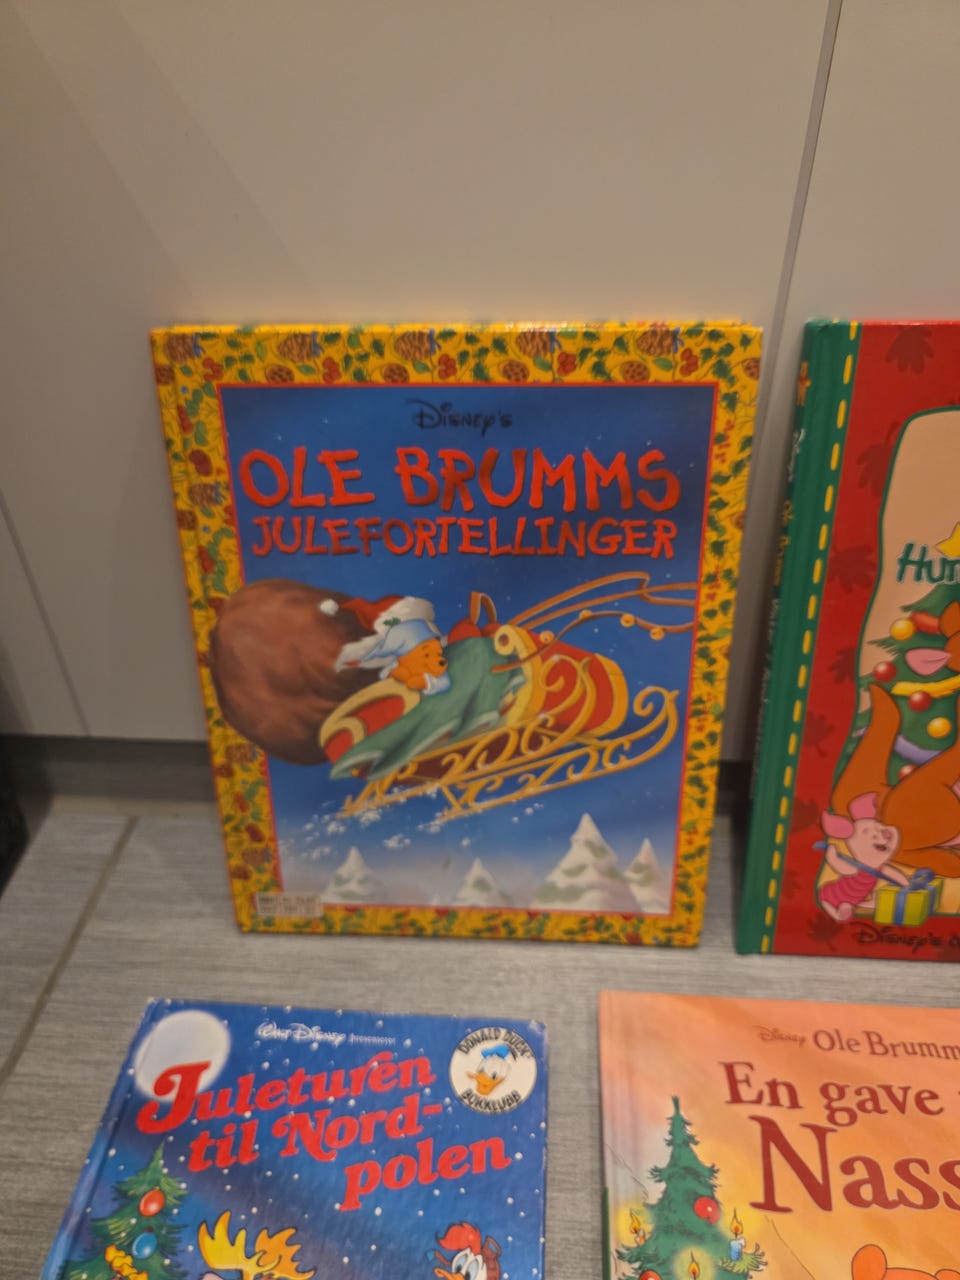 Disney's
OLE BRUMMS
JULEFORTELLINGER
Hur
Disney's
Walt Disney
DONALD DUCK'S
BOKKLUBB
Juleturen
til Nord-
polen
Disney Ole Brumm
En gave
Nass